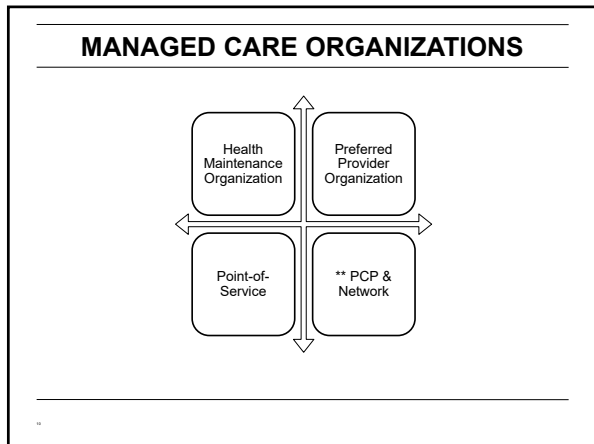 MANAGED CARE ORGANIZATIONS
Health
Maintenance
Organization
Preferred
Provider
Organization
Point-of-
Service
** PCP &
Network